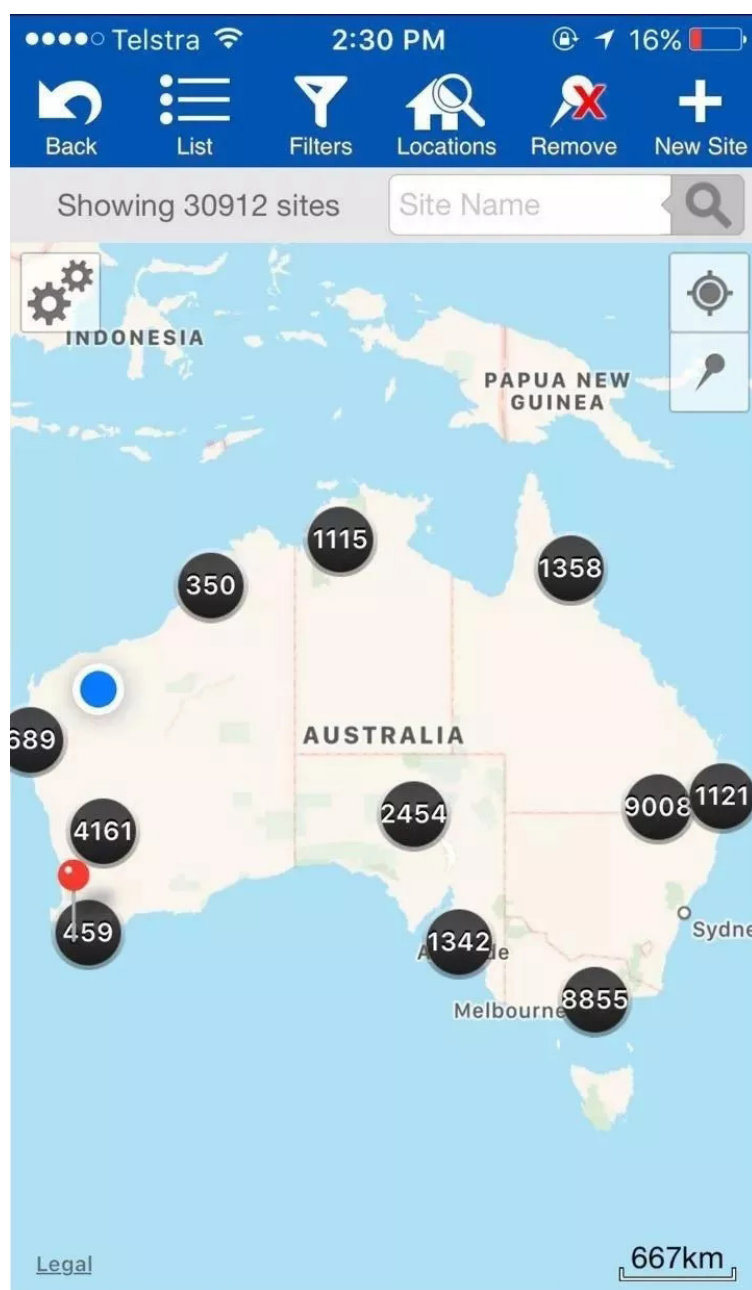 Telstra 2:30 PM 16%
Back List Filters Locations Remove New Site
Showing 30912 sites Site Name
INDONESIA
PAPUA NEW
GUINEA
1115
1358
350
AUSTRALIA
689
1121
9008
2454
4161
459
Sydne
1342
8855
Melbourne
Legal
667km